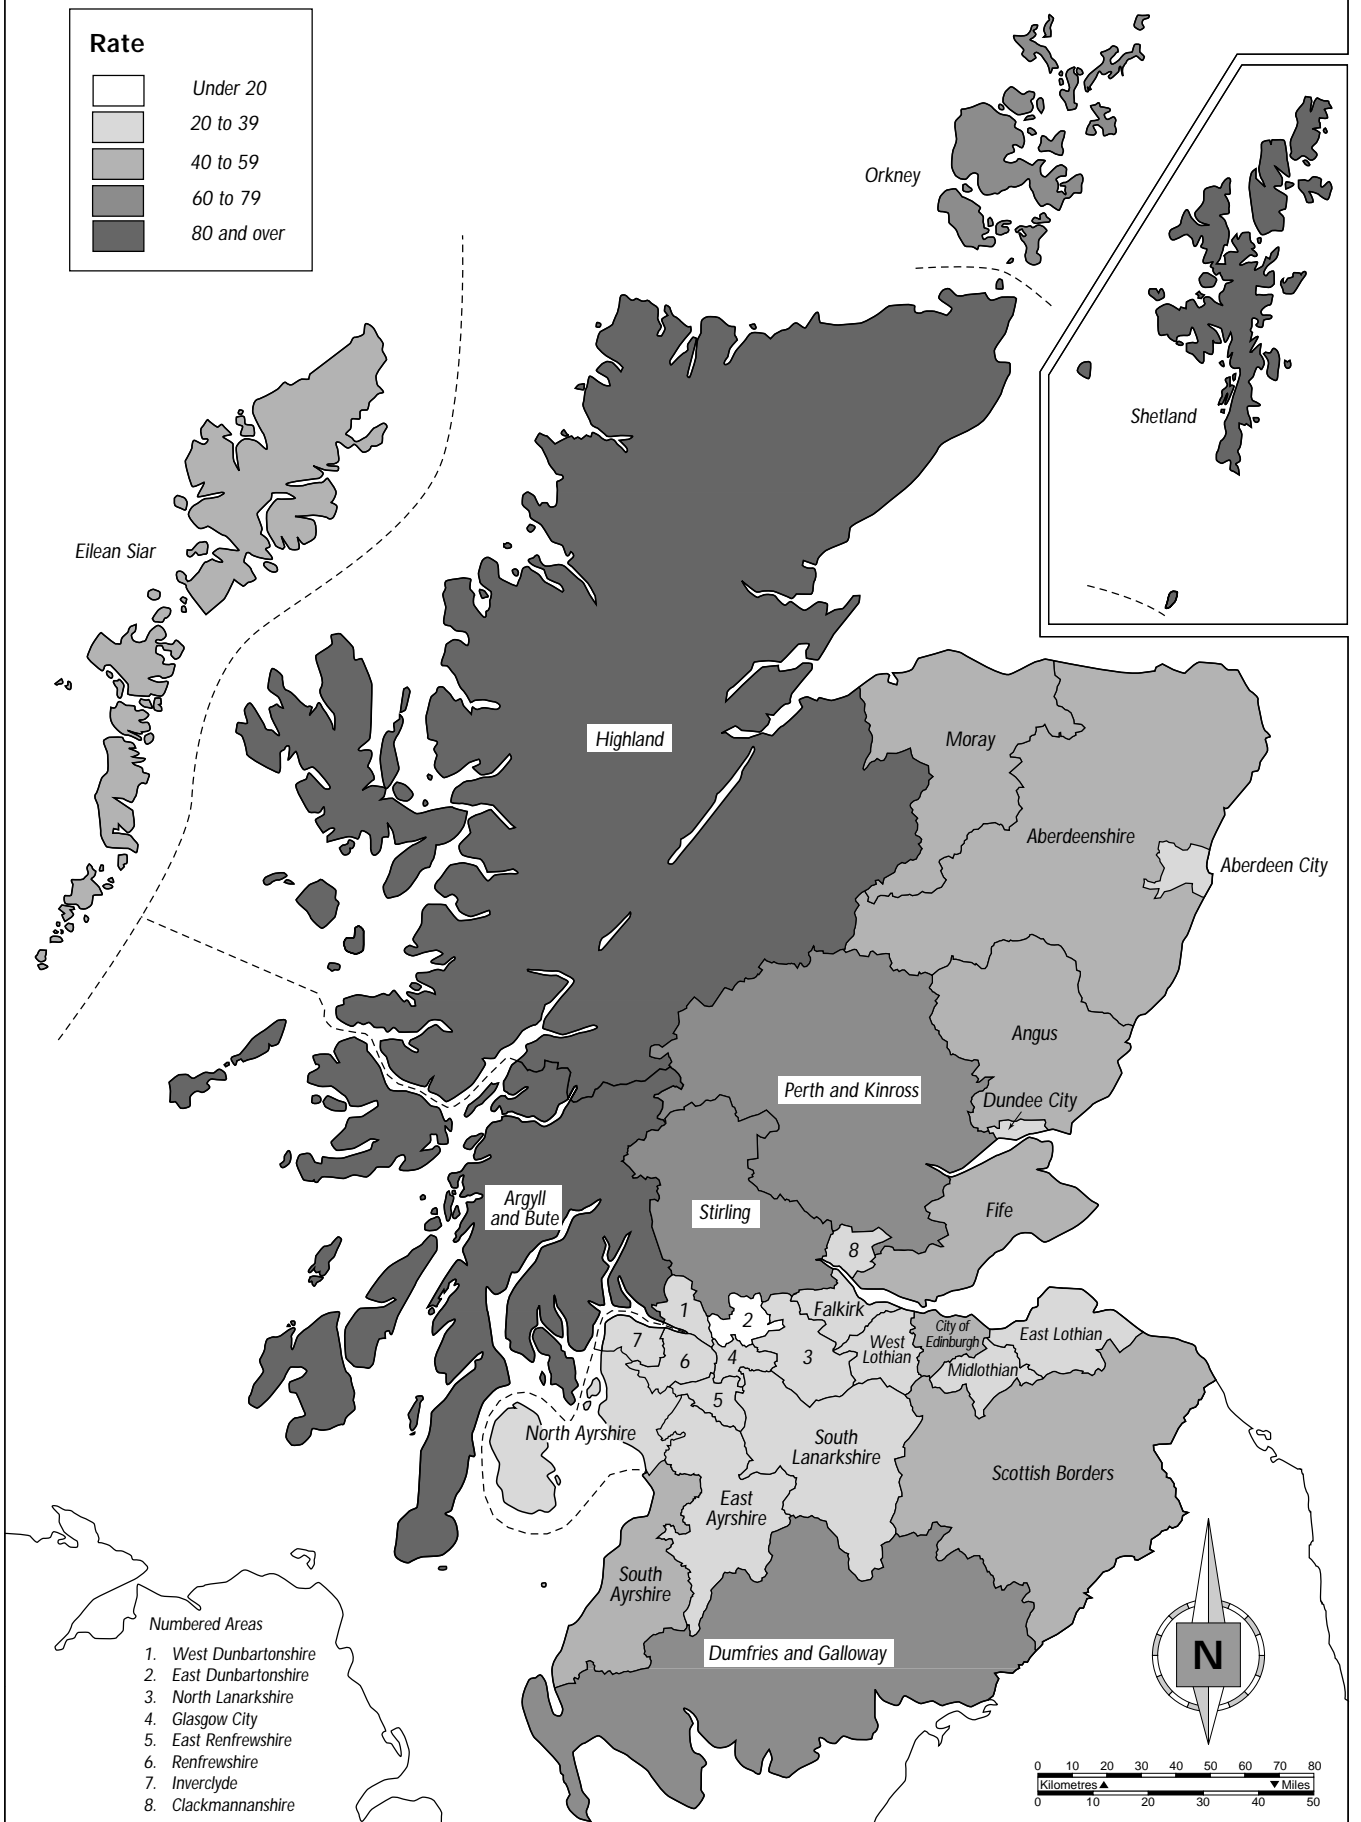 Rate
Under 20
20 to 39
40 to 59
60 to 79
80 and over
Orkney
Shetland
Eilean Siar
Highland
Moray
Aberdeenshire
Aberdeen City
Angus
Perth and Kinross
Dundee City
Argyll
and Bute
Stirling
Fife
8
1
2
Falkirk
City of
Edinburgh
East Lothian
7
6
4
3
West
Lothian
Midlothian
5
North Ayrshire
South
Lanarkshire
Scottish Borders
East
Ayrshire
South
Ayrshire
Dumfries and Galloway
N
Numbered Areas
1. West Dunbartonshire
2. East Dunbartonshire
3. North Lanarkshire
4. Glasgow City
5. East Renfrewshire
6. Renfrewshire
7. Inverclyde
8. Clackmannanshire
0 10 20 30 40 50 60 70 80
Kilometres ▲ ▼ Miles
0 10 20 30 40 50